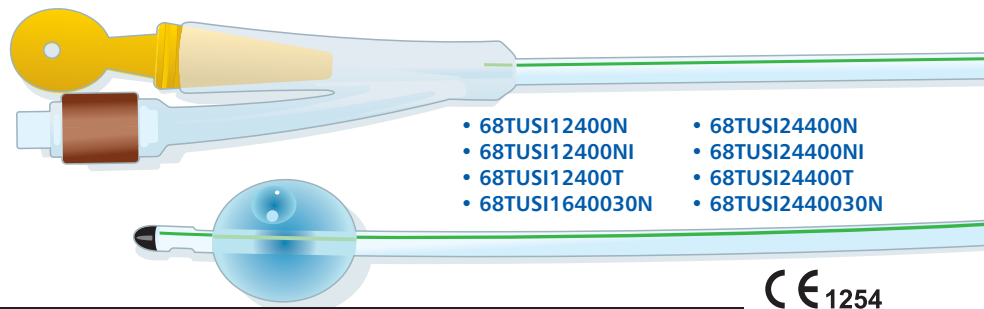 • 68TUSI12400N
• 68TUSI12400NI
• 68TUSI12400T
• 68TUSI1640030N
• 68TUSI24400N
• 68TUSI24400NI
• 68TUSI24400T
• 68TUSI2440030N
CE 1254